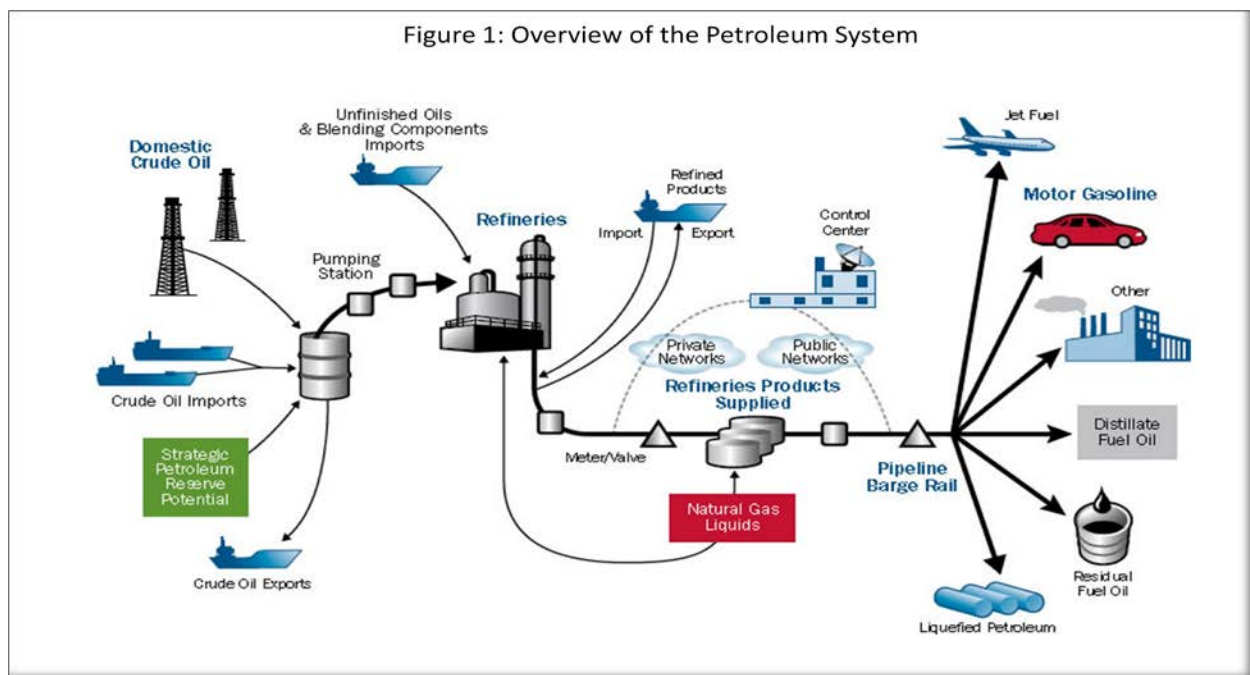 Figure 1: Overview of the Petroleum System
Unfinished Oils
& Blending Components
Imports
Domestic
Crude Oil
Refineries
Refined
Products
Import
Export
Control
Center
Jet Fuel
Motor Gasoline
Pumping
Station
Other
Private
Networks
Public
Networks
Refineries Products
Supplied
Crude Oil Imports
Strategic
Petroleum
Reserve
Potential
Meter/Valve
Natural Gas
Liquids
Pipeline
Barge Rail
Distillate
Fuel Oil
Crude Oil Exports
Residual
Fuel Oil
Liquefied Petroleum